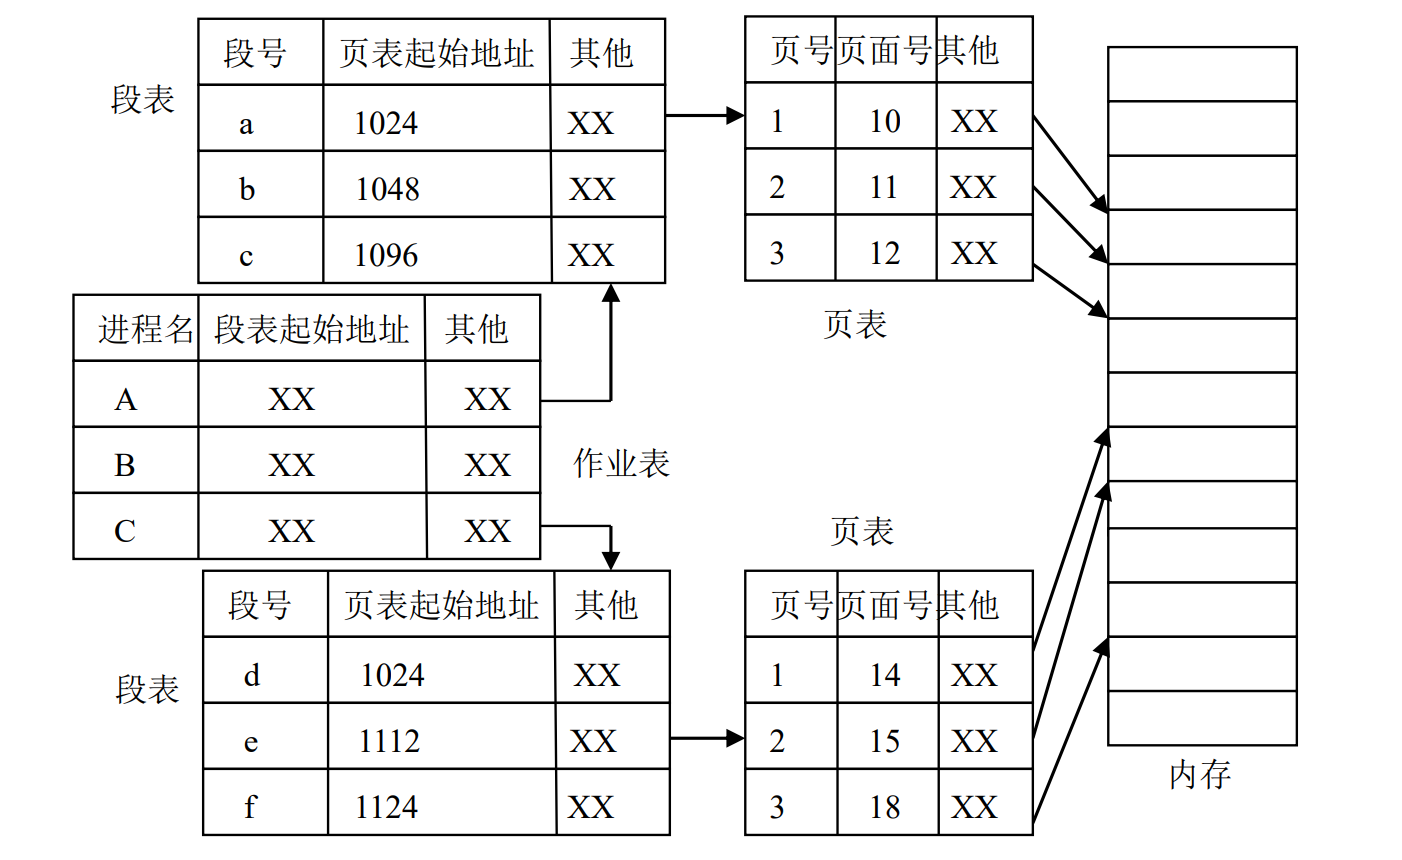 段表
段号 页表起始地址 其他
a 1024 XX
b 1048 XX
c 1096 XX
页号 页面号 其他
1 10 XX
2 11 XX
3 12 XX
页表
进程名 段表起始地址 其他
A XX XX
B XX XX
C XX XX
作业表
页表
段表
段号 页表起始地址 其他
d 1024 XX
e 1112 XX
f 1124 XX
页号 页面号 其他
1 14 XX
2 15 XX
3 18 XX
内存